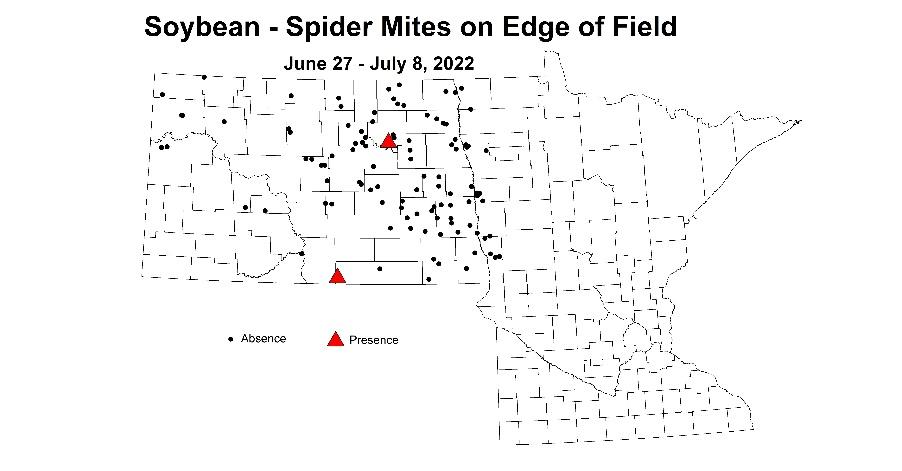 Soybean - Spider Mites on Edge of Field
June 27 - July 8, 2022
Absence
Presence